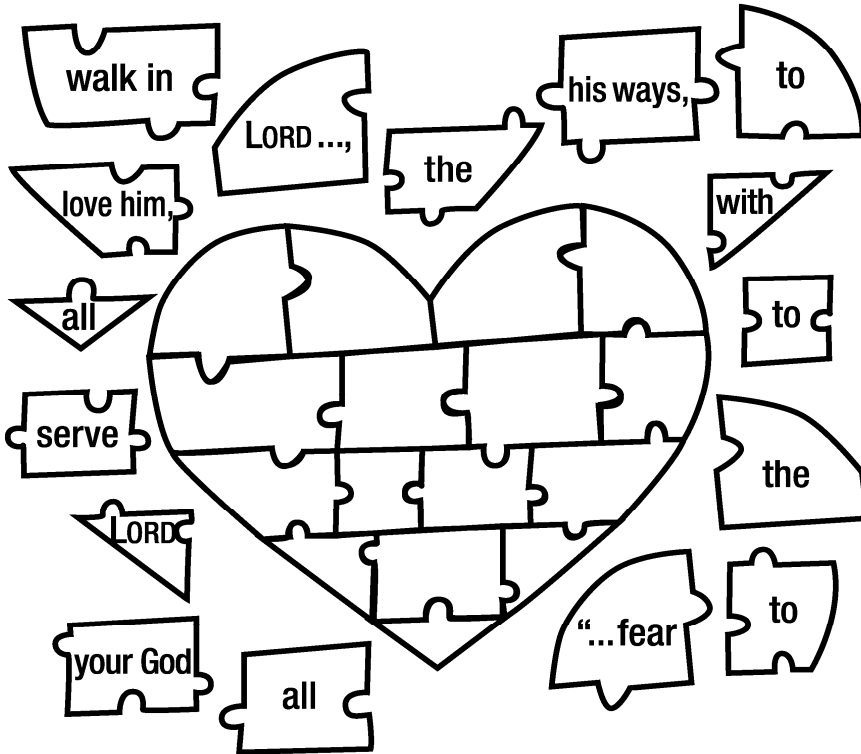 walk in
LORD ...,
the
his ways,
to
love him,
with
all
to
serve
the
LORD
"...fear
to
your God
all